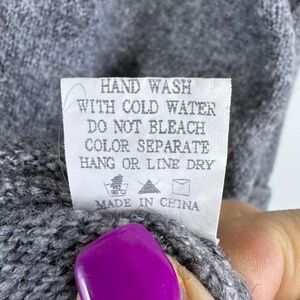 HAND WASH
WITH COLD WATER
DO NOT BLEACH
COLOR SEPARATE
HANG OR LINE DRY
MADE IN CHINA